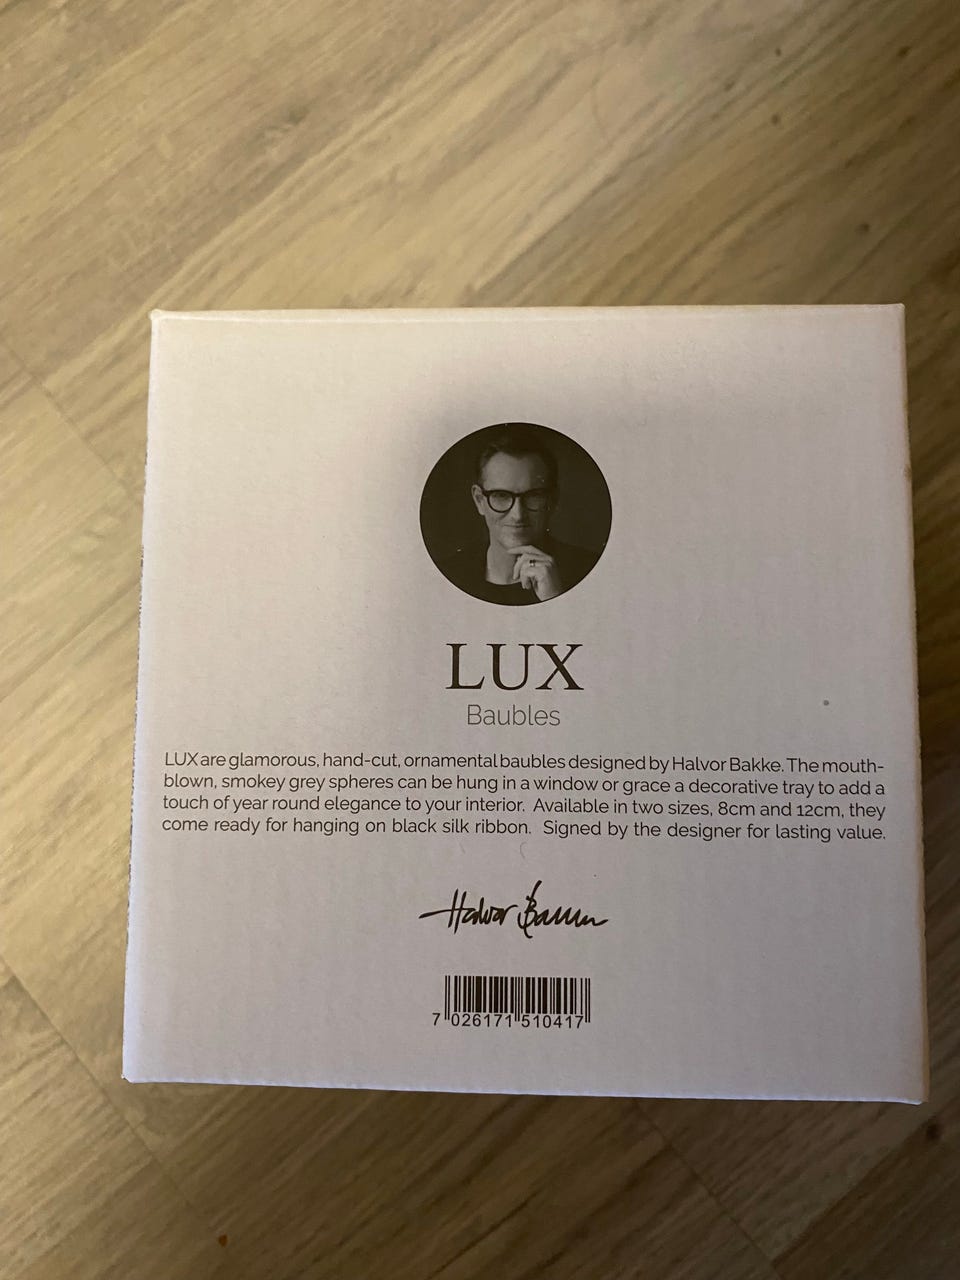 LUX
Baubles
LUX are glamorous, hand-cut, ornamental baubles designed by Halvor Bakke. The mouth-
blown, smokey grey spheres can be hung in a window or grace a decorative tray to add a
touch of year round elegance to your interior. Available in two sizes, 8cm and 12cm, they
come ready for hanging on black silk ribbon. Signed by the designer for lasting value.
Halvor Bakke
7 026171 510417